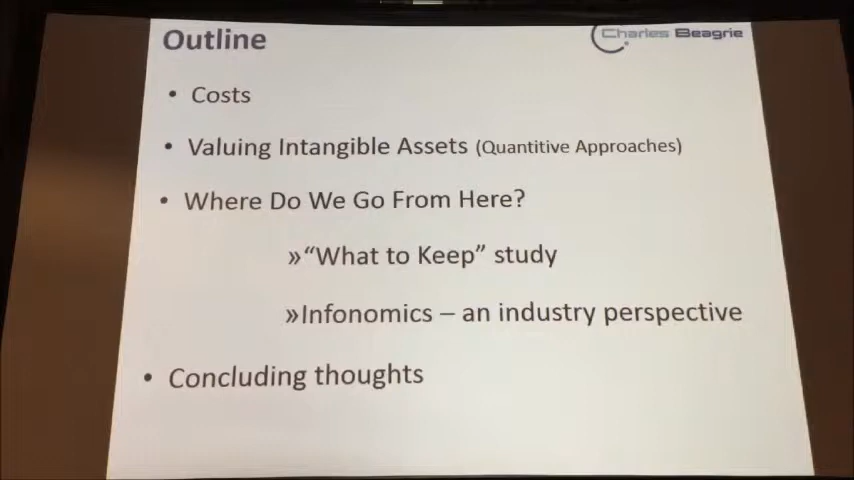 Outline
Charles Beagrie
• Costs
• Valuing Intangible Assets (Quantitive Approaches)
• Where Do We Go From Here?
»“What to Keep” study
»Infonomics – an industry perspective
• Concluding thoughts